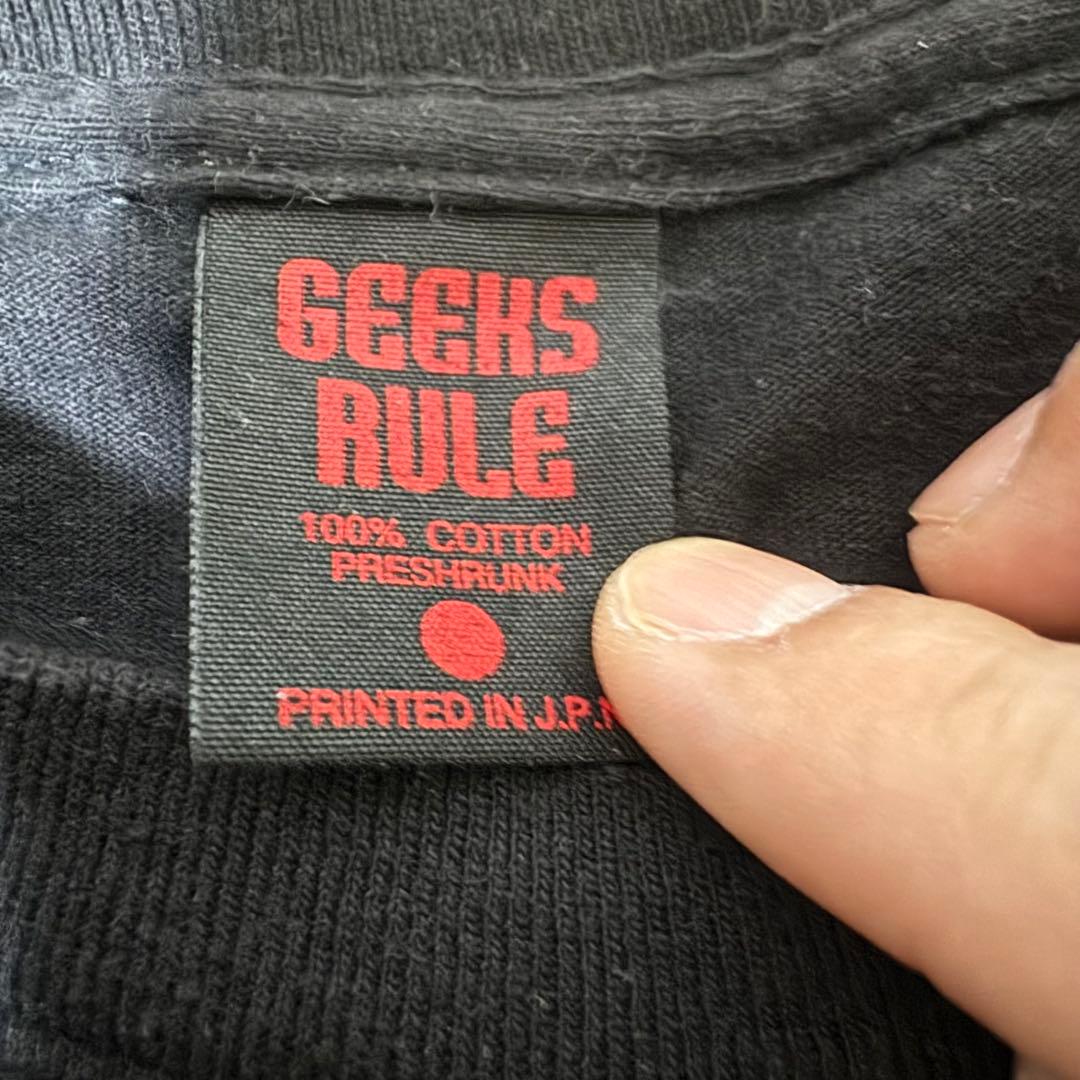 GEEKS
RULE
100% COTTON
PRESHRUNK
PRINTED IN J.P.N